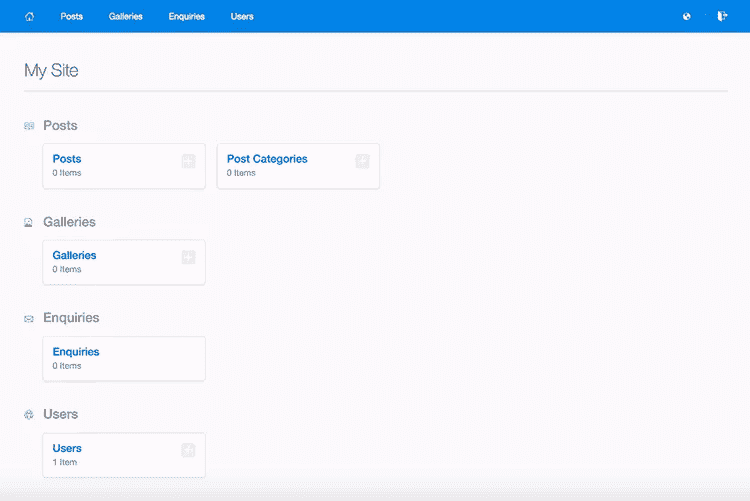 Posts Galleries Enquiries Users
My Site
Posts
Posts Post Categories
0 Items 0 Items
Galleries
Galleries
0 Items
Enquiries
Enquiries
0 Items
Users
Users
1 Item